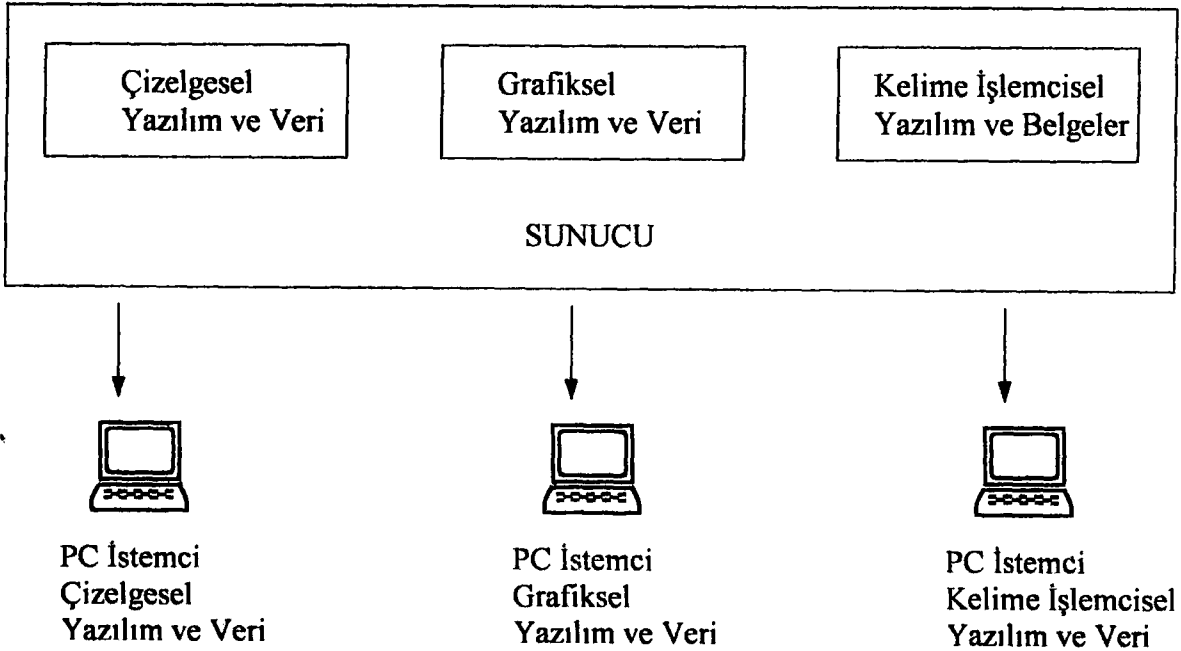 Çizelgesel
Yazılım ve Veri
Grafiksel
Yazılım ve Veri
Kelime İşlemcisel
Yazılım ve Belgeler
SUNUCU
PC İstemci
Çizelgesel
Yazılım ve Veri
PC İstemci
Grafiksel
Yazılım ve Veri
PC İstemci
Kelime İşlemcisel
Yazılım ve Veri